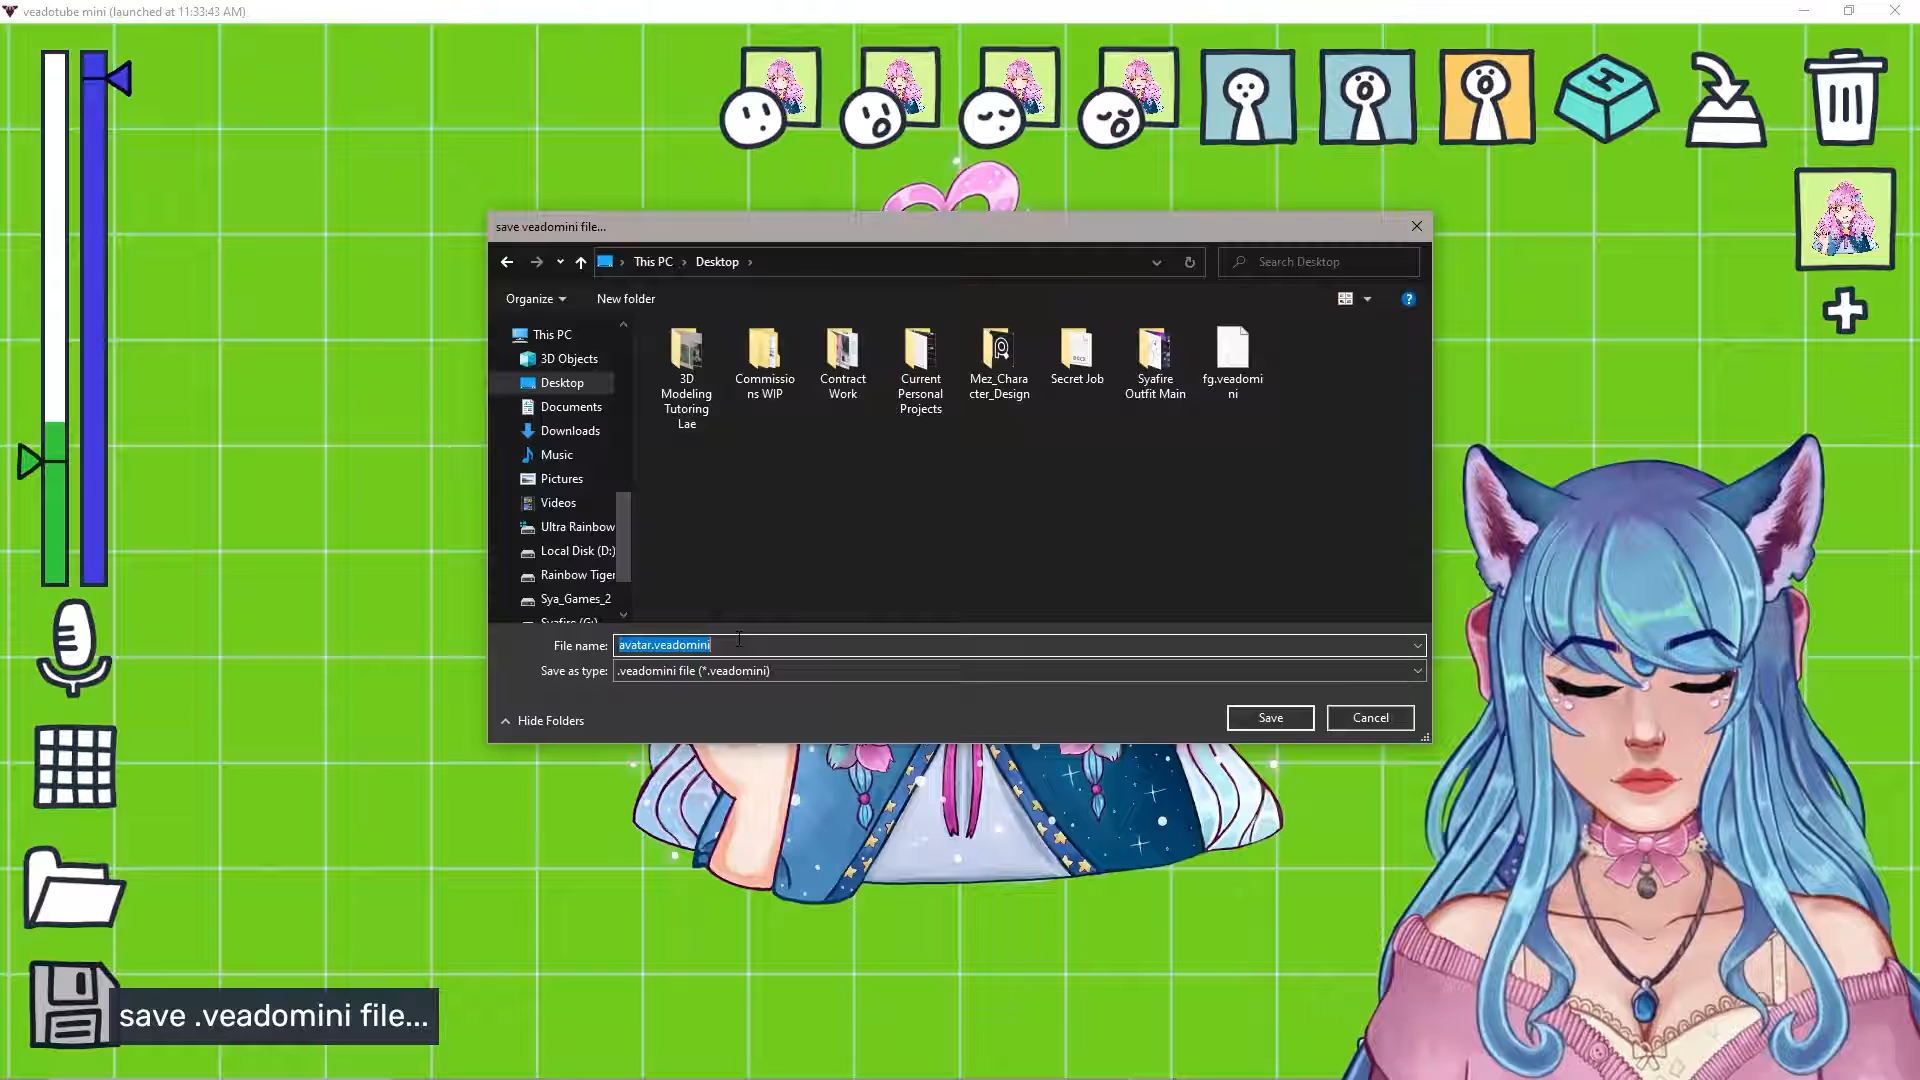 veadotube mini (launched at 11:33:43 AM)
save veadomini file...
This PC
Desktop
Search Desktop
Organize
New folder
?
This PC
3D Objects
Desktop
Documents
Downloads
Music
Pictures
Videos
Ultra Rainbow
Local Disk (D:)
Rainbow Tiger
Sya_Games_2
Syafire (G:)
3D
Modeling
Tutoring
Lae
Commissio
ns WIP
Contract
Work
Current
Personal
Projects
Mez_Chara
cter_Design
Secret Job
DOCX
Syafire
Outfit Main
fg.veadomi
ni
File name: avatar.veadomini
Save as type: .veadomini file (*.veadomini)
Hide Folders
Save
Cancel
H
save .veadomini file...